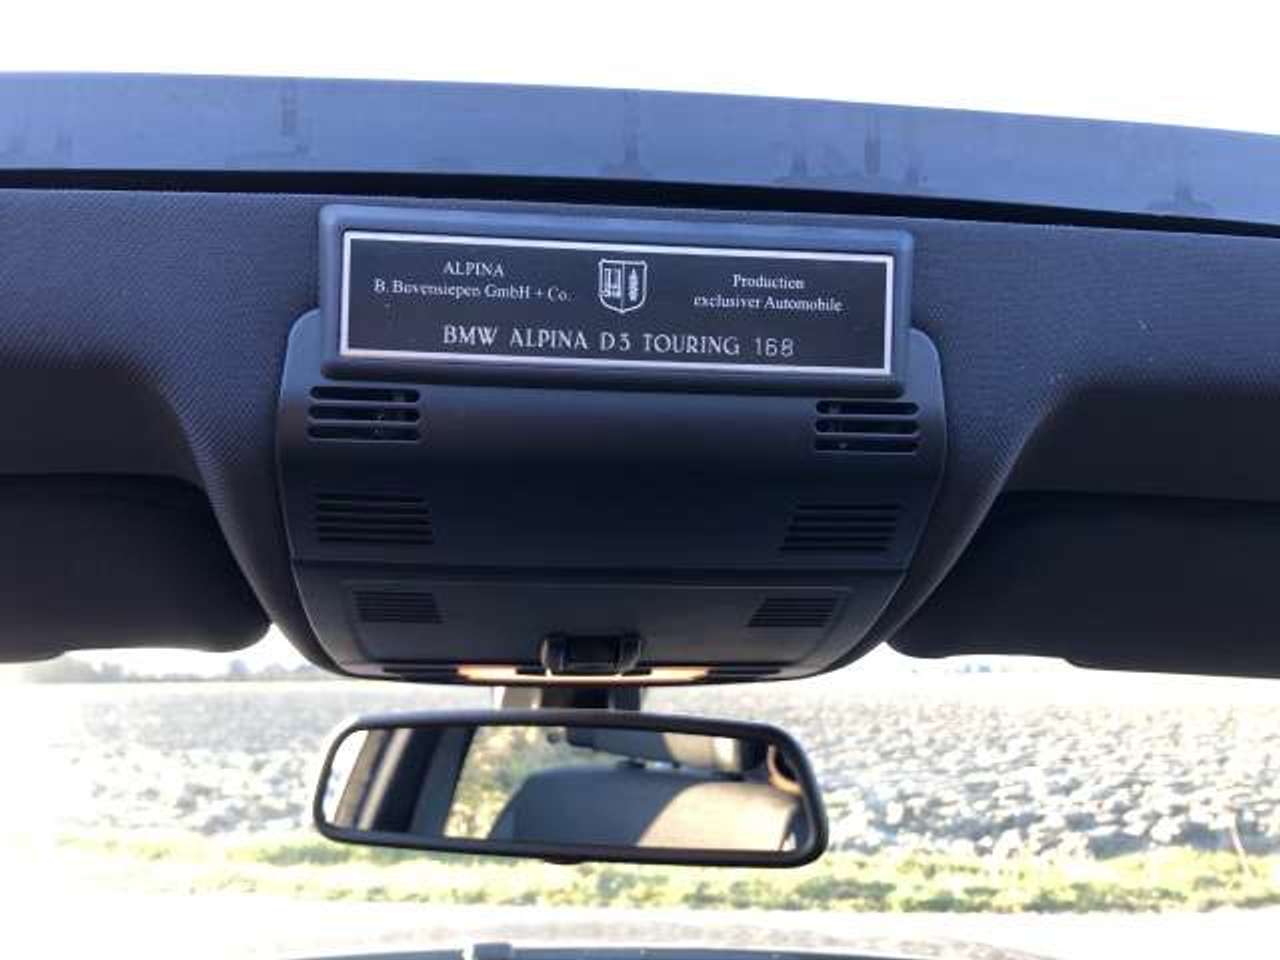 ALPINA
B. Bovensiepen GmbH + Co.
Production
exclusiver Automobile
BMW ALPINA D3 TOURING 168